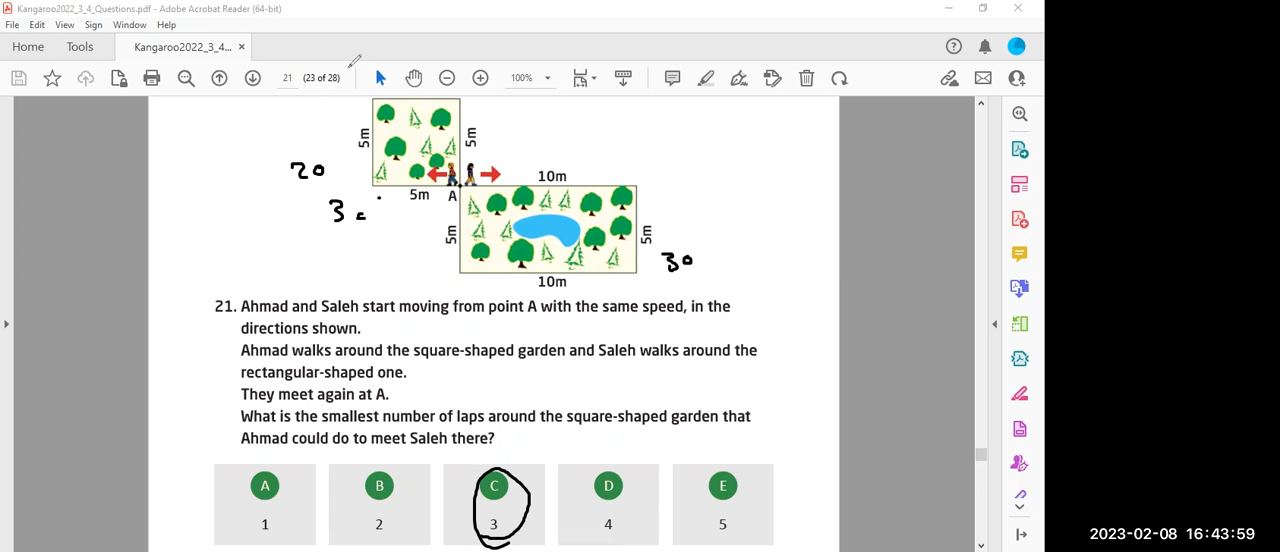 Kangaroo2022_3_4_Questions.pdf - Adobe Acrobat Reader (64-bit)
File Edit View Sign Window Help
Home Tools Kangaroo2022_3_4... ×
21 (23 of 28) 100%
5m 5m
20
10m
5m A
3
5m 5m
30
10m
21. Ahmad and Saleh start moving from point A with the same speed, in the
directions shown.
Ahmad walks around the square-shaped garden and Saleh walks around the
rectangular-shaped one.
They meet again at A.
What is the smallest number of laps around the square-shaped garden that
Ahmad could do to meet Saleh there?
A B C D E
1 2 3 4 5
2023-02-08 16:43:59